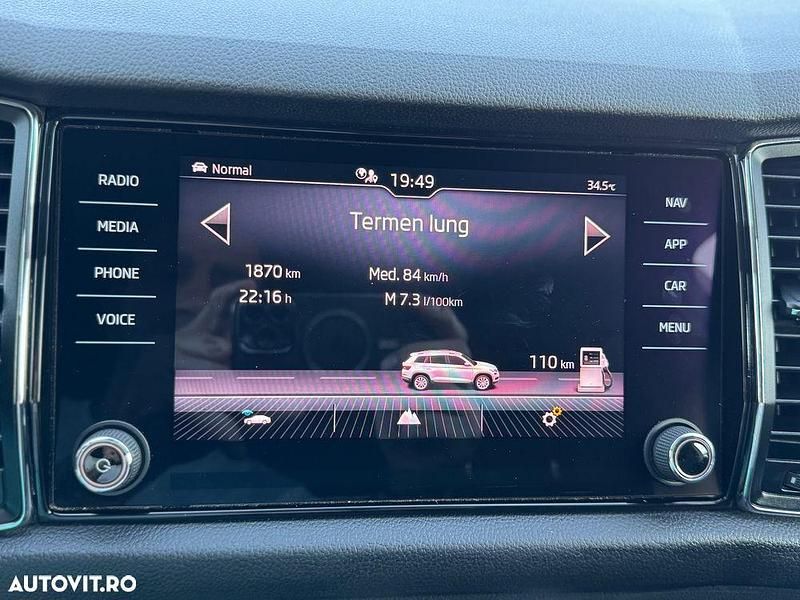 RADIO
MEDIA
PHONE
VOICE
Normal
19:49
34.5°C
Termen lung
1870 km
Med. 84 km/h
22:16 h
M 7.3 l/100km
110 km
NAV
APP
CAR
MENU
AUTOVIT.RO